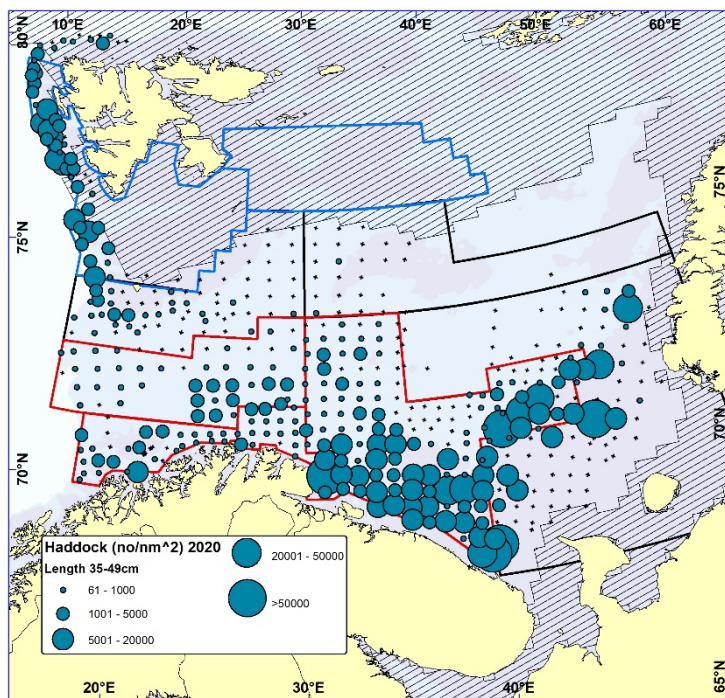 10°E 20°E 30°E 40°E 50°E 60°E
80°N
75°N
75°N
70°N
70°N
Haddock (no/nm^2) 2020
Length 35-49cm
61 - 1000
1001 - 5000
5001 - 20000
20001 - 50000
>50000
65°N
20°E 30°E 40°E